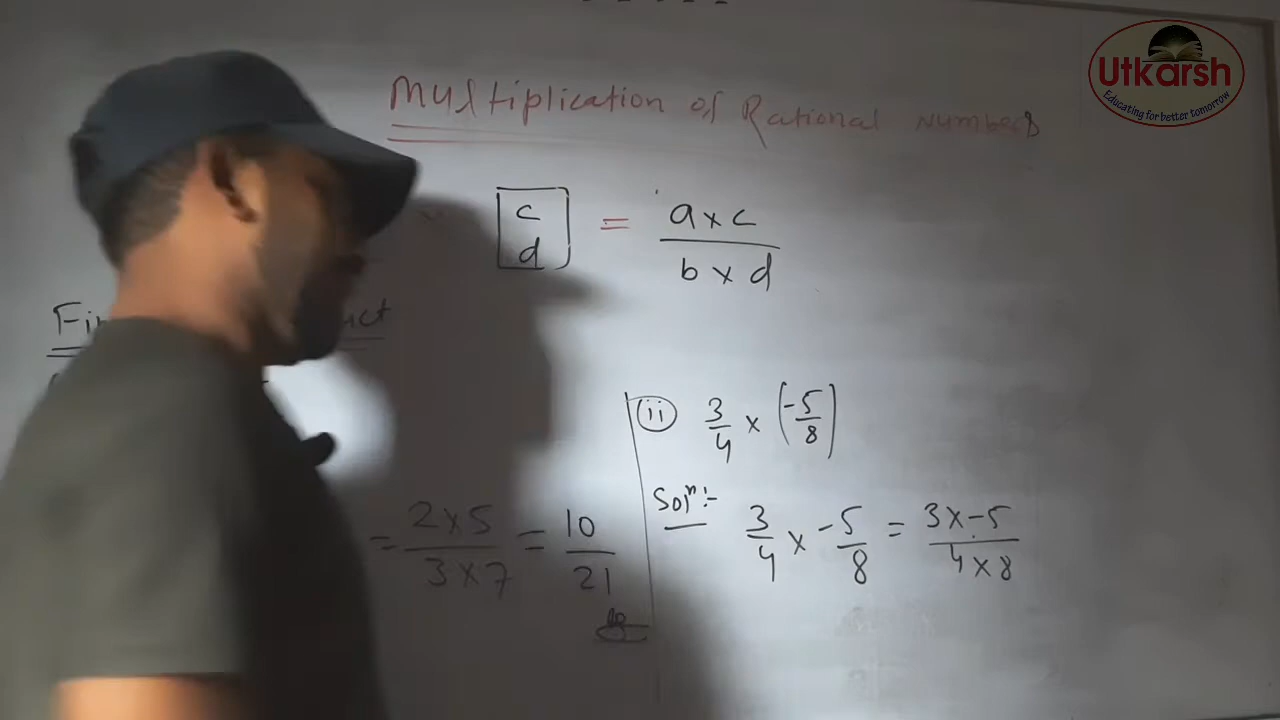 Utkarsh
Educating for better tomorrow
Multiplication of Rational Numbers
c/d = a×c/b×d
(ii) 3/4 × (-5/8)
Solⁿ:- 3/4 × -5/8 = 3×-5/4×8
= 2×5/3×7 = 10/21